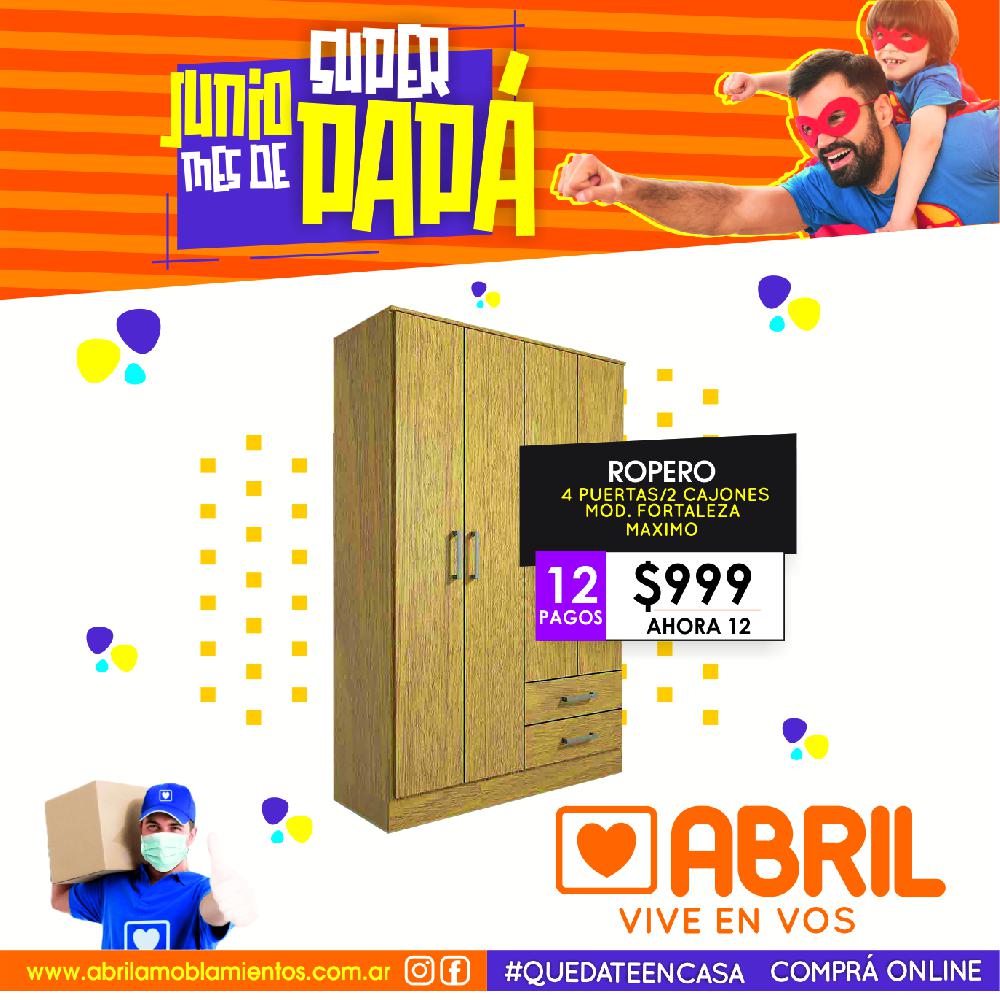 JUNIO
MES DE
SUPER
PAPÁ
ROPERO
4 PUERTAS/2 CAJONES
MOD. FORTALEZA
MAXIMO
12
PAGOS
$999
AHORA 12
ABRIL
VIVE EN VOS
www.abrilamoblamientos.com.ar
#QUEDATEENCASA
COMPRÁ ONLINE